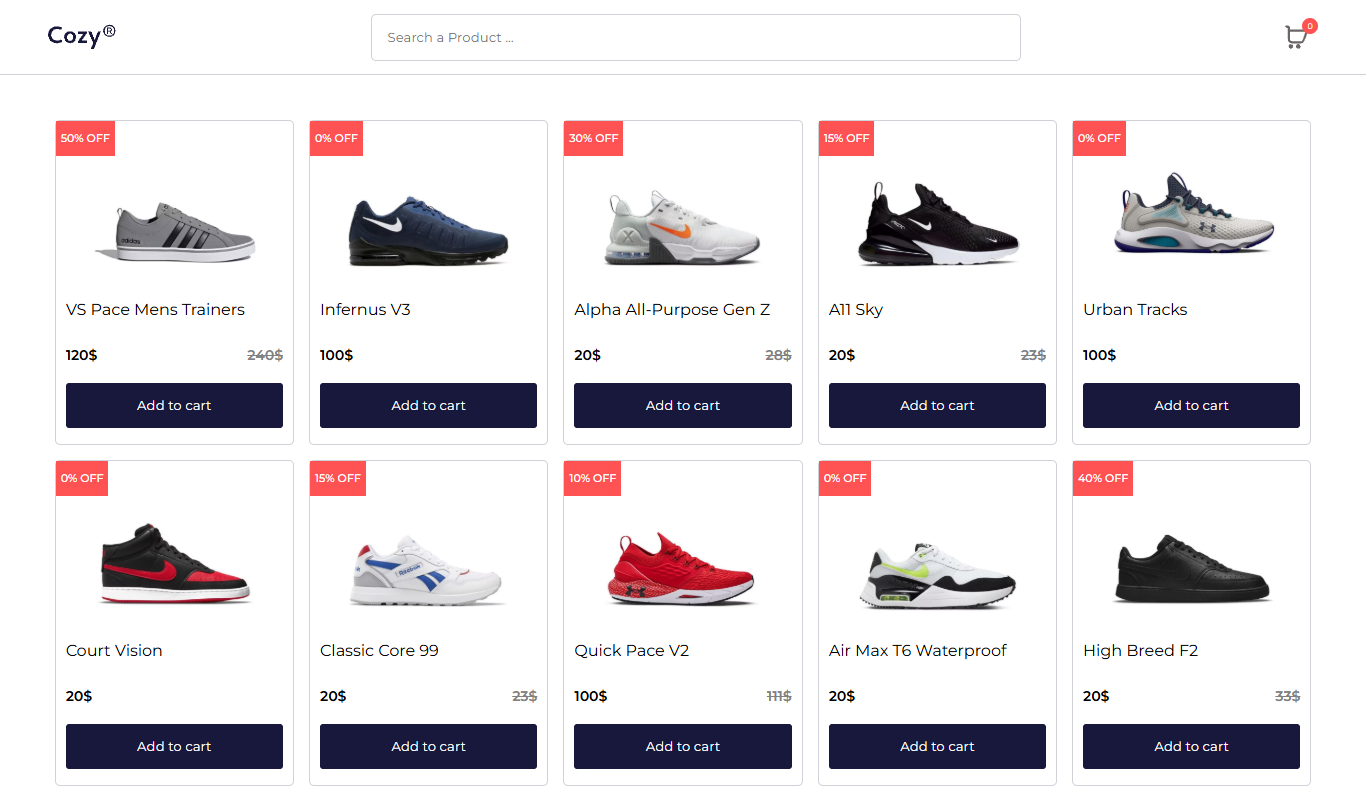 Cozy®
Search a Product ...
0
50% OFF
0% OFF
30% OFF
15% OFF
0% OFF
adidas
VS Pace Mens Trainers
Infernus V3
Alpha All-Purpose Gen Z
A11 Sky
Urban Tracks
120$ 240$
100$
20$ 28$
20$ 23$
100$
Add to cart
Add to cart
Add to cart
Add to cart
Add to cart
0% OFF
15% OFF
10% OFF
0% OFF
40% OFF
Reebok
Court Vision
Classic Core 99
Quick Pace V2
Air Max T6 Waterproof
High Breed F2
20$
20$ 23$
100$ 111$
20$
20$ 33$
Add to cart
Add to cart
Add to cart
Add to cart
Add to cart